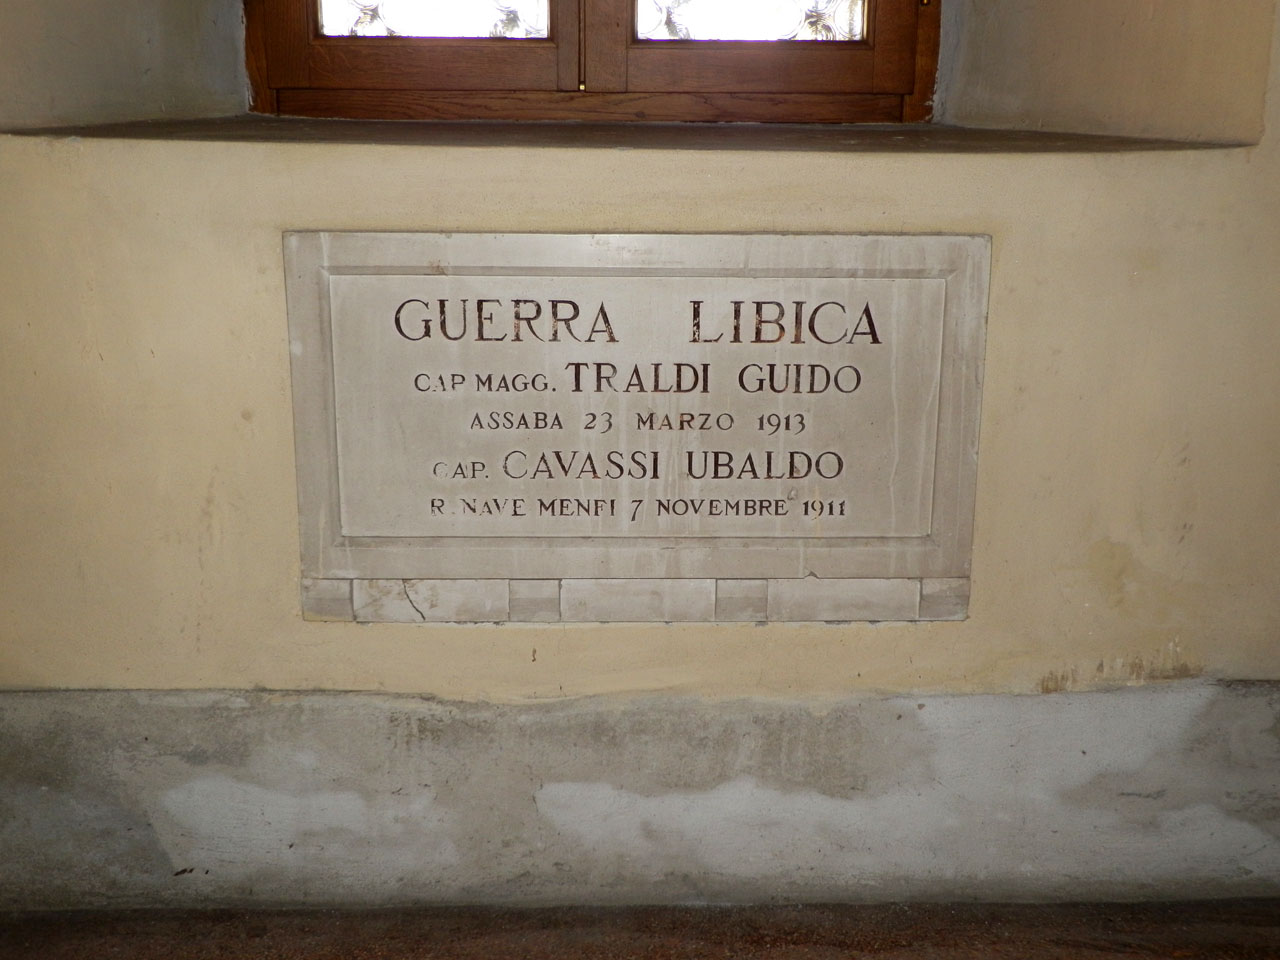 GUERRA LIBICA
CAP MAGG. TRALDI GUIDO
ASSABA 23 MARZO 1913
CAP. CAVASSI UBALDO
R. NAVE MENFI 7 NOVEMBRE 1911